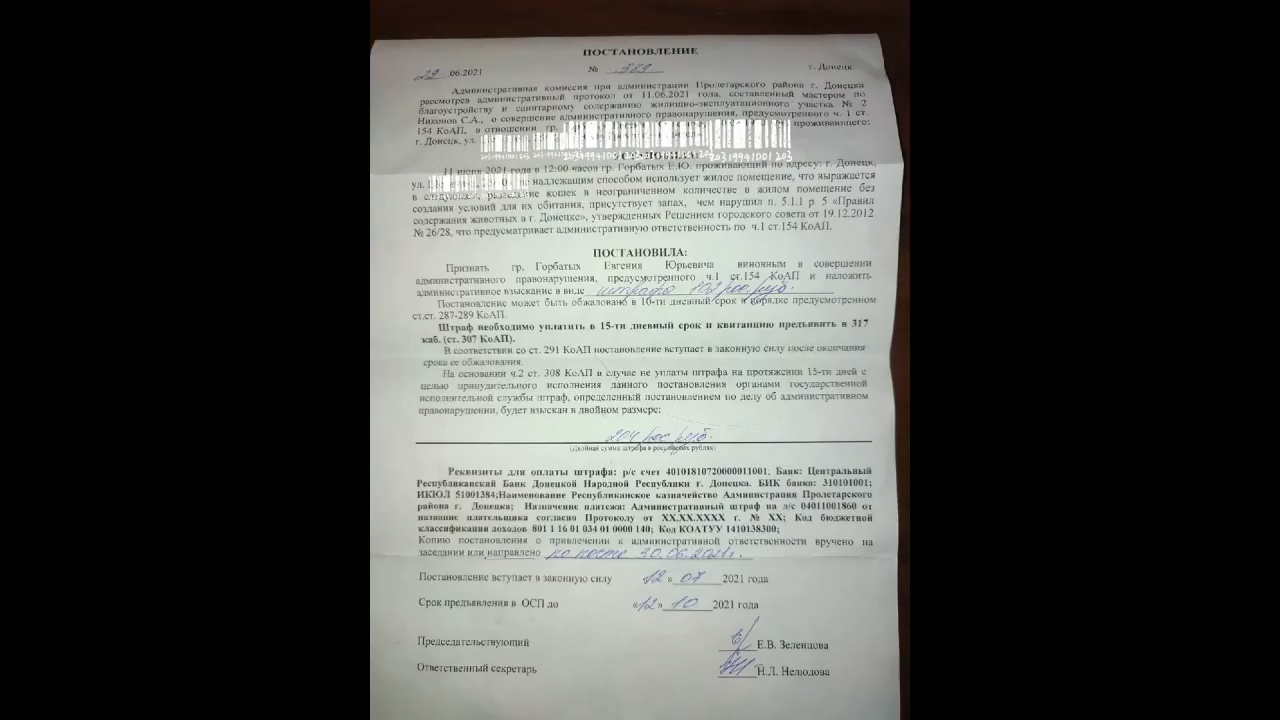 ПОСТАНОВЛЕНИЕ
29 .06.2021 № 389 г. Донецк
Административная комиссия при администрации Пролетарского района г. Донецка
рассмотрев административный протокол от 11.06.2021 года, составленный мастером по
благоустройству и санитарному содержанию жилищно-эксплуатационного участка № 2
Никонов С.А., о совершение административного правонарушения, предусмотренного ч. 1 ст.
154 КоАП, в отношении гр. проживающего:
г. Донецк, ул.
203 19941001 203
11 июня 2021 года в 12:00 часов гр. Горбатых Е.Ю. проживающий по адресу: г. Донецк,
ул. не надлежащим способом использует жилое помещение, что выражается
в следующем, разведение кошек в неограниченном количестве в жилом помещение без
создания условий для их обитания, присутствует запах, чем нарушил п. 5.1.1 р. 5 «Правил
содержания животных в г. Донецке», утвержденных Решением городского совета от 19.12.2012
№ 26/28, что предусматривает административную ответственность по ч.1 ст.154 КоАП.
ПОСТАНОВИЛА:
Признать гр. Горбатых Евгения Юрьевича виновным в совершении
административного правонарушения, предусмотренного ч.1 ст.154 КоАП и наложить
административное взыскание в виде штрафа 102 рос.руб.
Постановление может быть обжаловано в 10-ти дневный срок в порядке предусмотренном
ст.ст. 287-289 КоАП.
Штраф необходимо уплатить в 15-ти дневный срок и квитанцию предъявить в 317
каб. (ст. 307 КоАП).
В соответствии со ст. 291 КоАП постановление вступает в законную силу после окончания
срока ее обжалования.
На основании ч.2 ст. 308 КоАП в случае не уплаты штрафа на протяжении 15-ти дней с
целью принудительного исполнения данного постановления органами государственной
исполнительной службы штраф, определенный постановлением по делу об административном
правонарушении, будет взыскан в двойном размере:
204 рос.руб.
(Двойная сумма штрафа в российских рублях)
Реквизиты для оплаты штрафа: р/с счет 40101810720000011001; Банк: Центральный
Республиканский Банк Донецкой Народной Республики г. Донецка. БИК банка: 310101001;
ИКЮЛ 51001384;Наименование Республиканское казначейство Администрация Пролетарского
района г. Донецка; Назначение платежа: Административный штраф на л/с 04011001860 от
название плательщика согласно Протоколу от ХХ.ХХ.ХХХХ г. № ХХ; Код бюджетной
классификации доходов 801 1 16 01 034 01 0000 140; Код КОАТУУ 1410138300;
Копию постановления о привлечении к административной ответственности вручено на
заседании или направлено по почте 30.06.2021г.
Постановление вступает в законную силу «12 » 07 2021 года
Срок предъявления в ОСП до «12» 10 2021 года
Председательствующий Е.В. Зеленцова
Ответственный секретарь Н.Л. Нелюдова